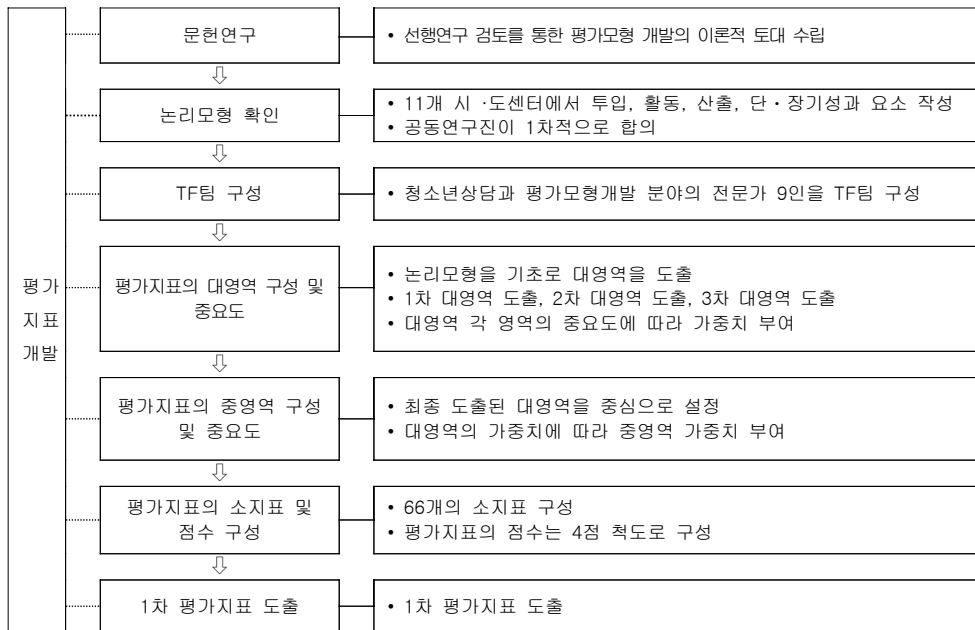 평가
지표
개발
문헌연구
• 선행연구 검토를 통한 평가모형 개발의 이론적 토대 수립
논리모형 확인
• 11개 시 ·도센터에서 투입, 활동, 산출, 단·장기성과 요소 작성
• 공동연구진이 1차적으로 합의
TF팀 구성
• 청소년상담과 평가모형개발 분야의 전문가 9인을 TF팀 구성
평가지표의 대영역 구성 및
중요도
• 논리모형을 기초로 대영역을 도출
• 1차 대영역 도출, 2차 대영역 도출, 3차 대영역 도출
• 대영역 각 영역의 중요도에 따라 가중치 부여
평가지표의 중영역 구성
및 중요도
• 최종 도출된 대영역을 중심으로 설정
• 대영역의 가중치에 따라 중영역 가중치 부여
평가지표의 소지표 및
점수 구성
• 66개의 소지표 구성
• 평가지표의 점수는 4점 척도로 구성
1차 평가지표 도출
• 1차 평가지표 도출